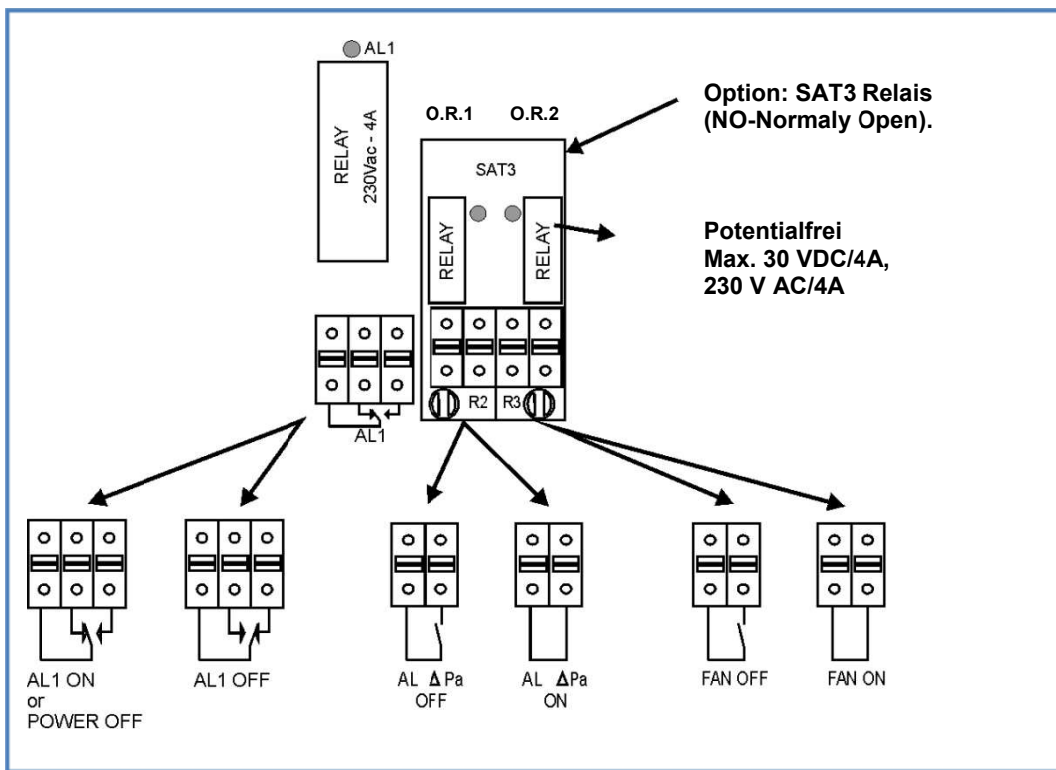 AL1
RELAY
230Vac - 4A
O.R.1 O.R.2
SAT3
RELAY
RELAY
R2 R3
AL1
Option: SAT3 Relais
(NO-Normaly Open).
Potentialfrei
Max. 30 VDC/4A,
230 V AC/4A
AL1 ON
or
POWER OFF
AL1 OFF
AL Δ Pa
OFF
AL ΔPa
ON
FAN OFF
FAN ON